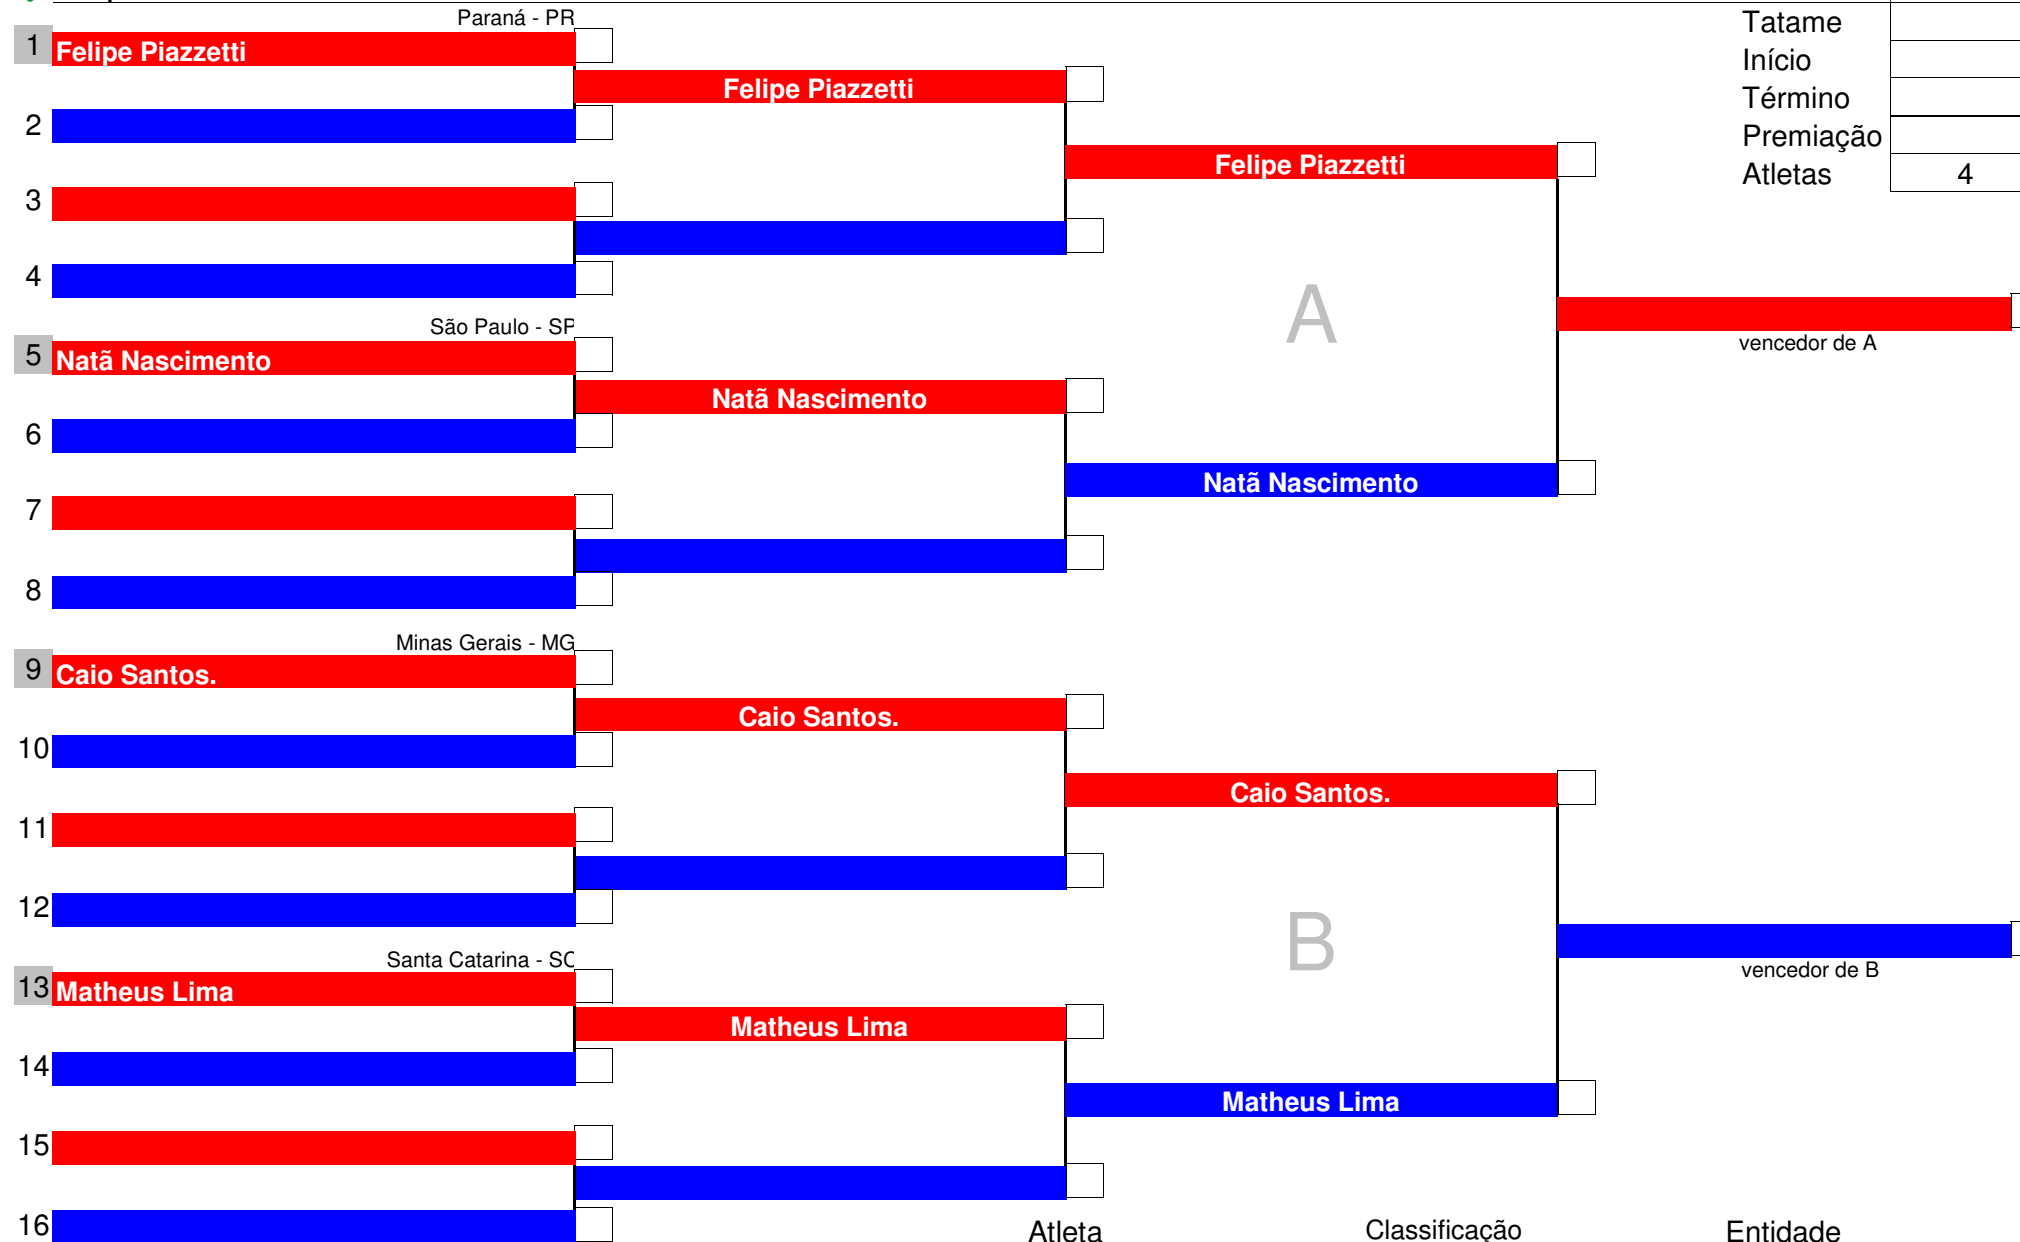 Paraná - PR
Tatame
1 Felipe Piazzetti
Início
Felipe Piazzetti
Término
2
Premiação
Felipe Piazzetti
Atletas 4
3
4
A
São Paulo - SP
vencedor de A
5 Natã Nascimento
Natã Nascimento
6
Natã Nascimento
7
8
Minas Gerais - MG
9 Caio Santos.
Caio Santos.
10
Caio Santos.
11
12
B
Santa Catarina - SC
vencedor de B
13 Matheus Lima
Matheus Lima
14
Matheus Lima
15
16
Atleta Classificação Entidade